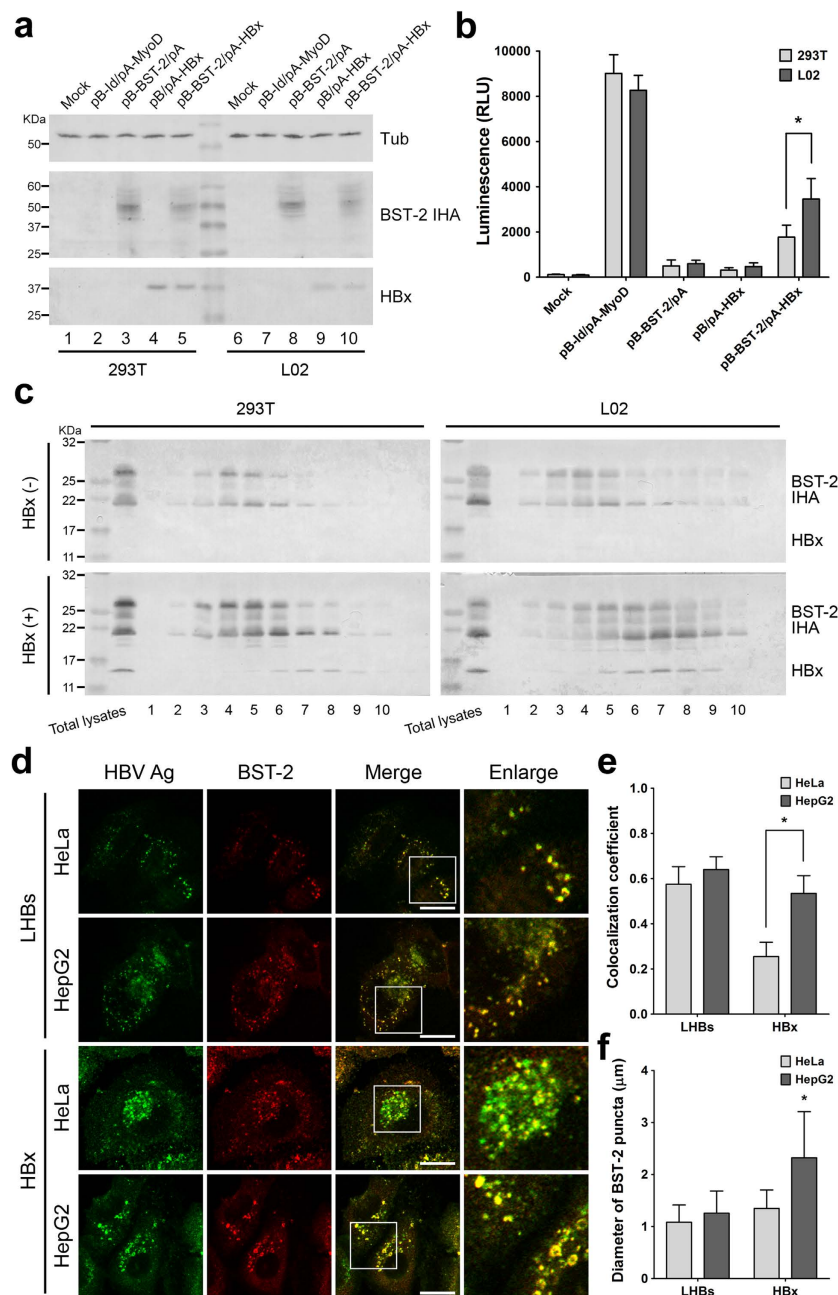 a
Mock
pB-Id/pA-MyoD
pB-BST-2/pA
pB/pA-HBx
pB-BST-2/pA-HBx
Mock
pB-Id/pA-MyoD
pB-BST-2/pA
pB/pA-HBx
pB-BST-2/pA-HBx
KDa
50
Tub
60
50
37
25
BST-2 IHA
37
25
HBx
1 2 3 4 5 6 7 8 9 10
293T L02
b
Luminescence (RLU)
10000
8000
6000
4000
2000
0
293T
L02
*
Mock
pB-Id/pA-MyoD
pB-BST-2/pA
pB/pA-HBx
pB-BST-2/pA-HBx
c
293T L02
KDa
HBx (-)
32
25
22
17
11
BST-2
IHA
HBx
HBx (+)
32
25
22
17
11
BST-2
IHA
HBx
Total lysates 1 2 3 4 5 6 7 8 9 10 Total lysates 1 2 3 4 5 6 7 8 9 10
d
HBV Ag BST-2 Merge Enlarge
LHBs
HeLa
HepG2
HBx
HeLa
HepG2
e
Colocalization coefficient
1.0
0.8
0.6
0.4
0.2
0.0
HeLa
HepG2
*
LHBs HBx
f
Diameter of BST-2 puncta (μm)
4
3
2
1
0
HeLa
HepG2
*
LHBs HBx